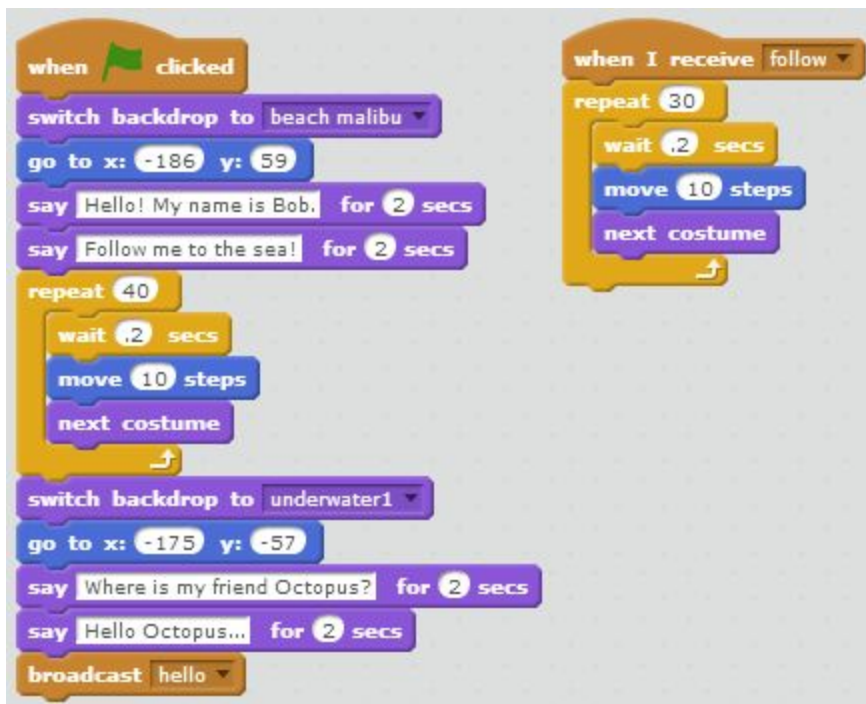 when clicked
switch backdrop to beach malibu
go to x: -186 y: 59
say Hello! My name is Bob. for 2 secs
say Follow me to the sea! for 2 secs
repeat 40
wait .2 secs
move 10 steps
next costume
switch backdrop to underwater1
go to x: -175 y: -57
say Where is my friend Octopus? for 2 secs
say Hello Octopus... for 2 secs
broadcast hello
when I receive follow
repeat 30
wait .2 secs
move 10 steps
next costume